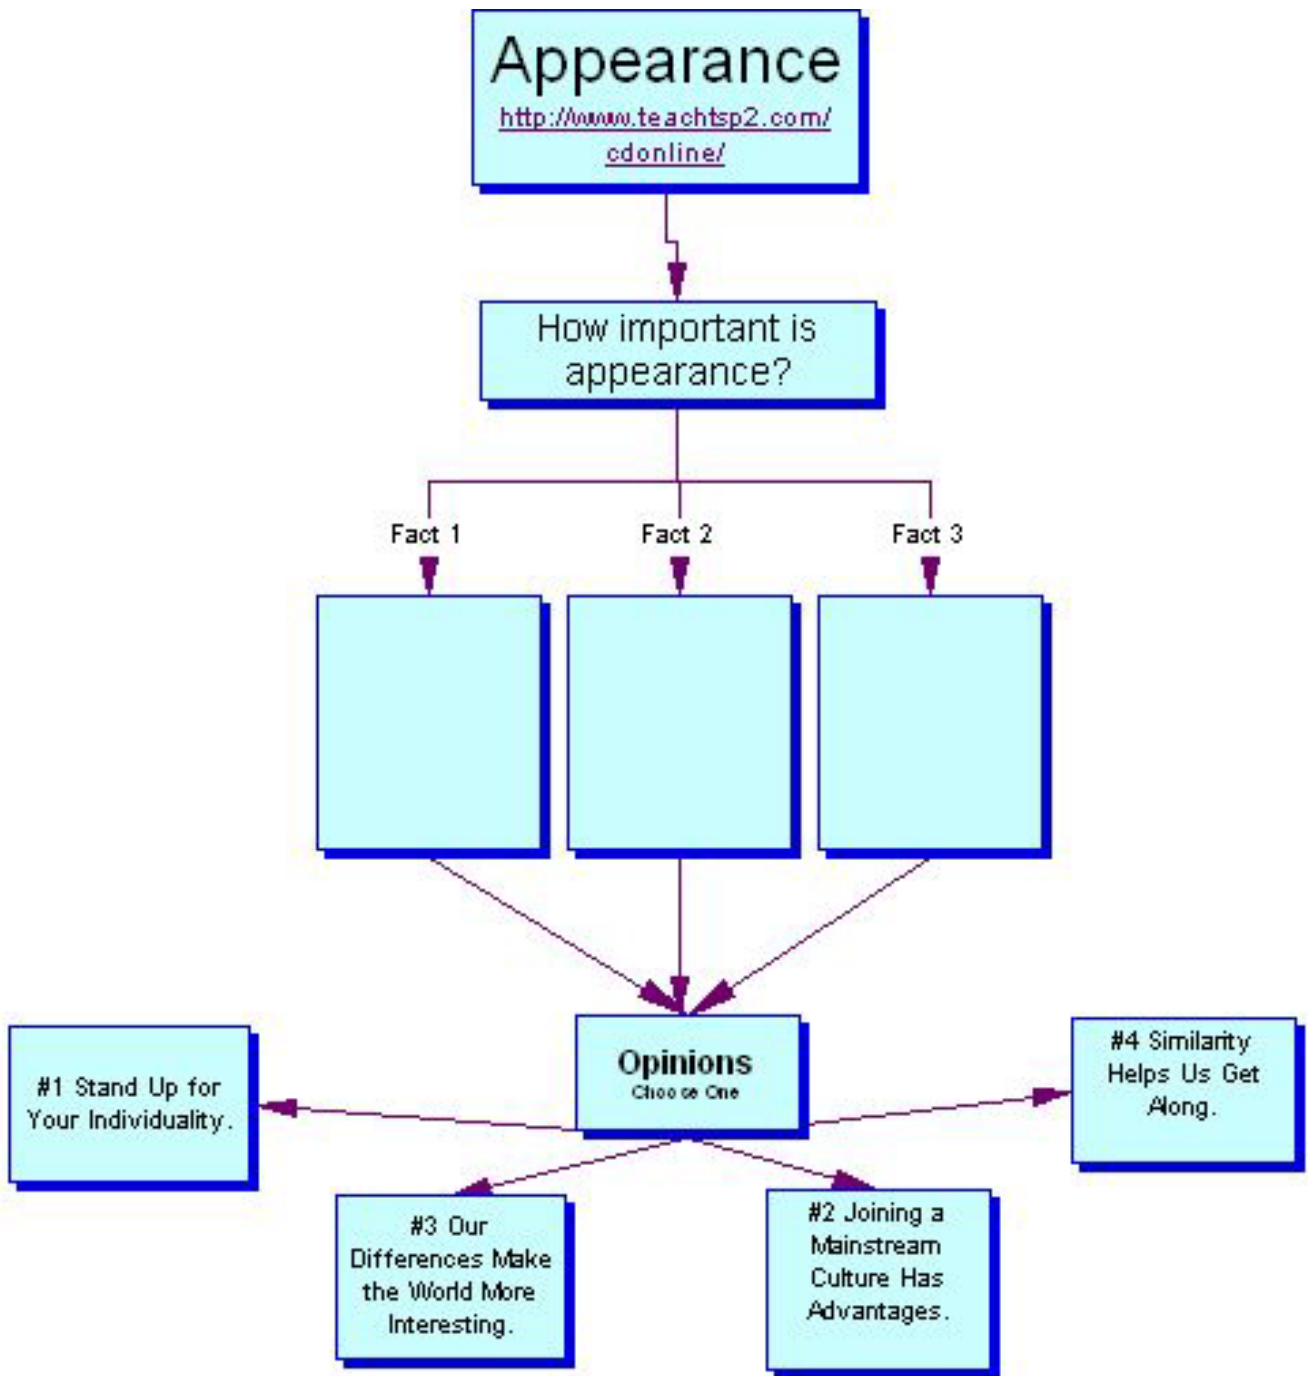 Appearance
http://www.teachtsp2.com/
cdonline/
How important is
appearance?
Fact 1
Fact 2
Fact 3
Opinions
Choose One
#1 Stand Up for
Your Individuality.
#3 Our
Differences Make
the World More
Interesting.
#2 Joining a
Mainstream
Culture Has
Advantages.
#4 Similarity
Helps Us Get
Along.